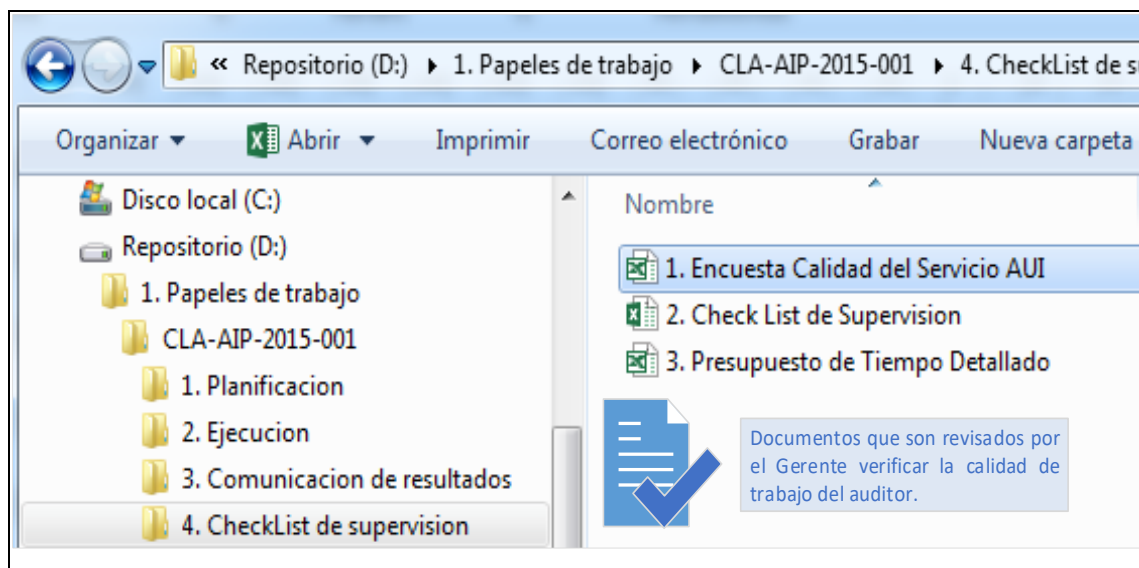 « Repositorio (D:) ▸ 1. Papeles de trabajo ▸ CLA-AIP-2015-001 ▸ 4. CheckList de s
Organizar Abrir Imprimir Correo electrónico Grabar Nueva carpeta
Disco local (C:)
Repositorio (D:)
1. Papeles de trabajo
CLA-AIP-2015-001
1. Planificacion
2. Ejecucion
3. Comunicacion de resultados
4. CheckList de supervision
Nombre
1. Encuesta Calidad del Servicio AUI
2. Check List de Supervision
3. Presupuesto de Tiempo Detallado
Documentos que son revisados por
el Gerente verificar la calidad de
trabajo del auditor.